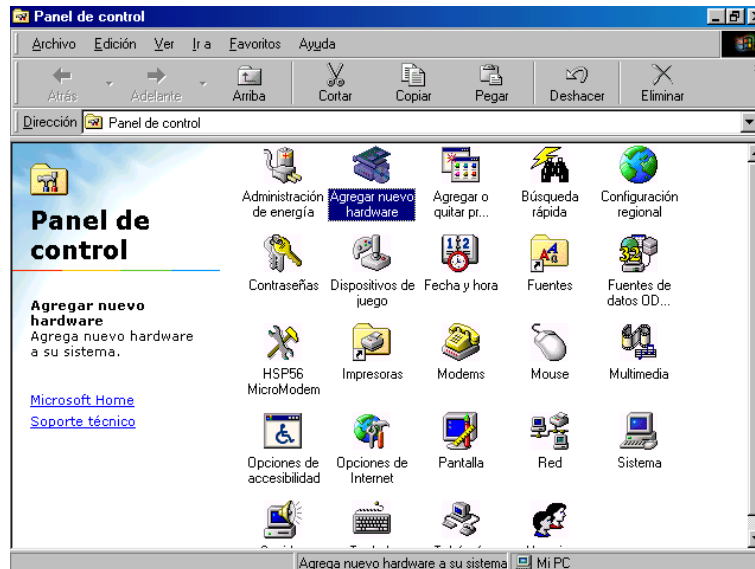 Panel de control
Archivo Edición Ver Ir a Favoritos Ayuda
Atrás Adelante Arriba Cortar Copiar Pegar Deshacer Eliminar
Dirección Panel de control
Panel de
control
Agregar nuevo
hardware
Agrega nuevo hardware
a su sistema.
Microsoft Home
Soporte técnico
Administración
de energía
Agregar nuevo
hardware
Agregar o
quitar pr...
Búsqueda
rápida
Configuración
regional
Contraseñas
Dispositivos de
juego
Fecha y hora
Fuentes
Fuentes de
datos OD...
HSP56
MicroModem
Impresoras
Modems
Mouse
Multimedia
Opciones de
accesibilidad
Opciones de
Internet
Pantalla
Red
Sistema
Agrega nuevo hardware a su sistema Mi PC